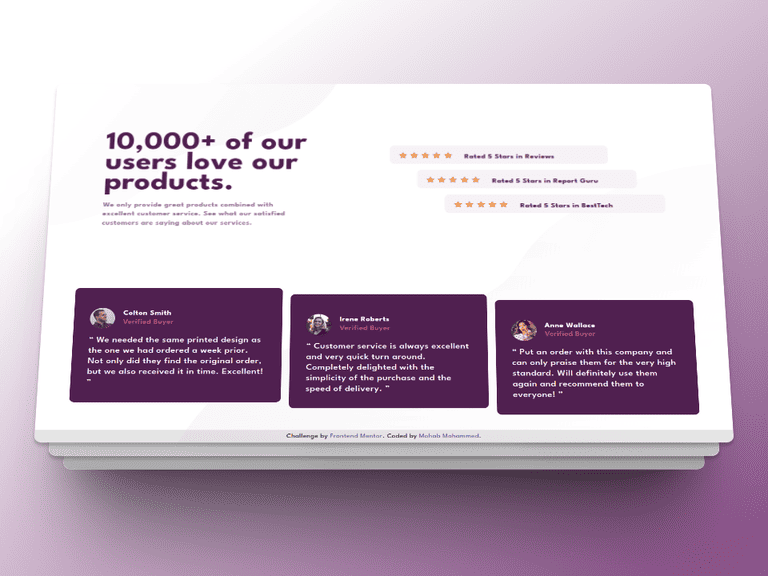 10,000+ of our
users love our
products.
We only provide great products combined with
excellent customer service. See what our satisfied
customers are saying about our services.
Rated 5 Stars in Reviews
Rated 5 Stars in Report Guru
Rated 5 Stars in BestTech
Colton Smith
Verified Buyer
" We needed the same printed design as
the one we had ordered a week prior.
Not only did they find the original order,
but we also received it in time. Excellent!
"
Irene Roberts
Verified Buyer
" Customer service is always excellent
and very quick turn around.
Completely delighted with the
simplicity of the purchase and the
speed of delivery. "
Anne Wallace
Verified Buyer
" Put an order with this company and
can only praise them for the very high
standard. Will definitely use them
again and recommend them to
everyone! "
Challenge by Frontend Mentor. Coded by Mohab Mohammed.